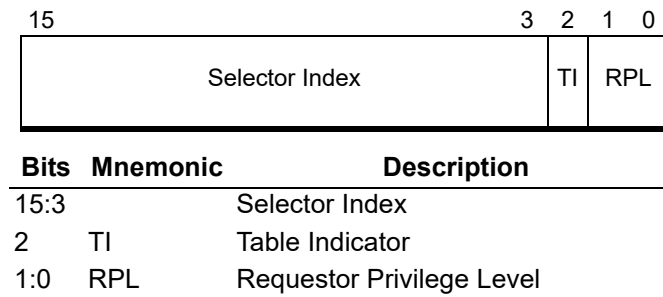 15 3 2 1 0
Selector Index TI RPL
Bits Mnemonic Description
15:3 Selector Index
2 TI Table Indicator
1:0 RPL Requestor Privilege Level